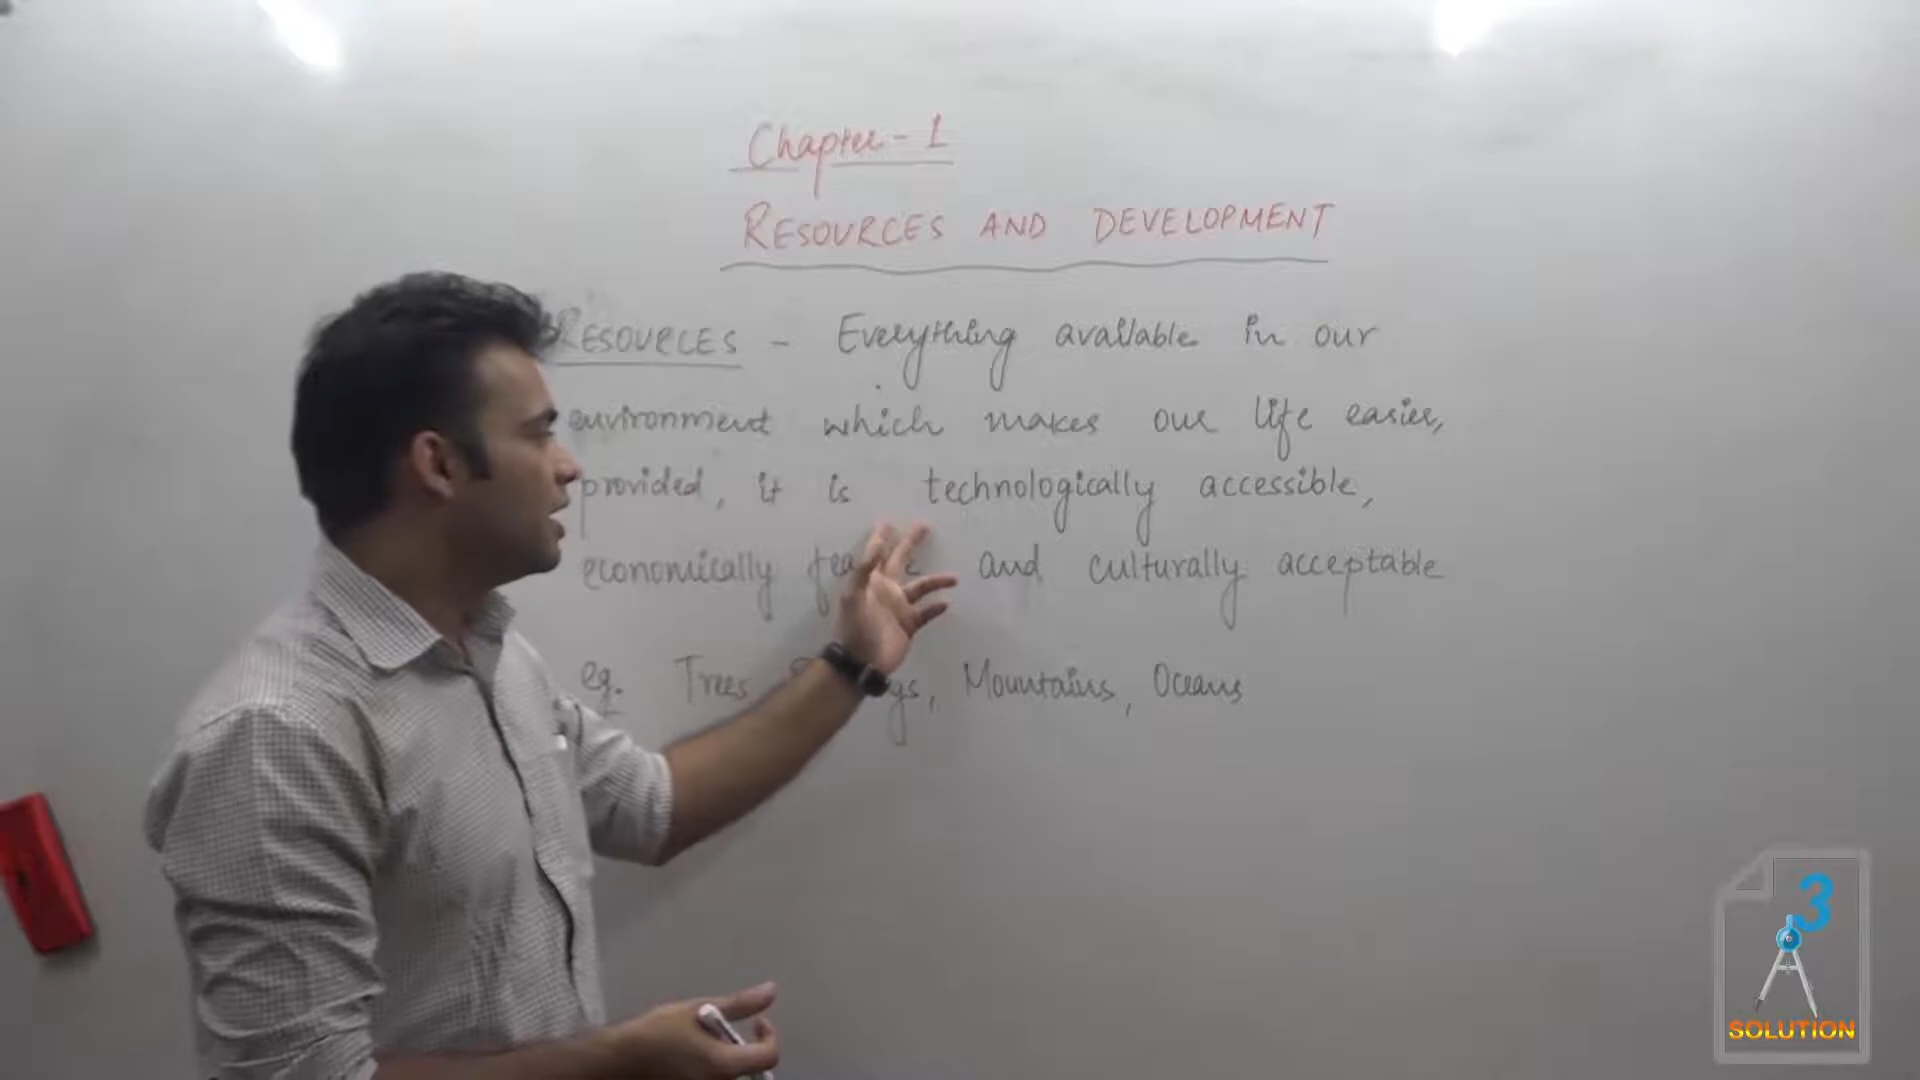 Chapter - 1
RESOURCES AND DEVELOPMENT
RESOURCES - Everything available in our
environment which makes our life easier,
provided, it is technologically accessible,
economically and culturally acceptable
eg. Trees Mountains, Oceans
A3
SOLUTION